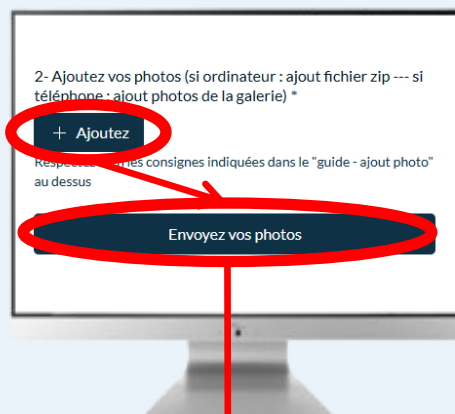 2- Ajoutez vos photos (si ordinateur : ajout fichier zip --- si
téléphone : ajout photos de la galerie) *
+ Ajoutez
les consignes indiquées dans le "guide - ajout photo"
au dessus
Envoyez vos photos